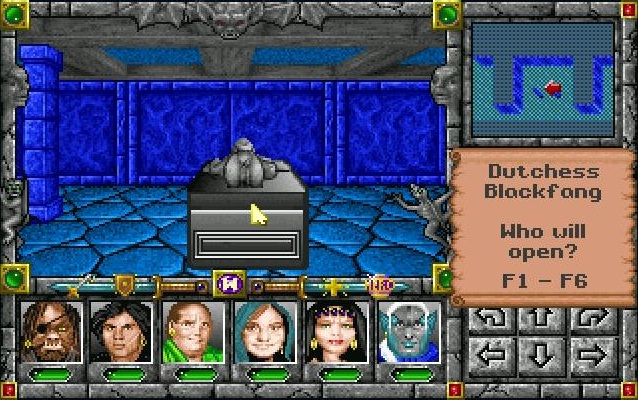 Dutchess
Blackfang
Who will
open?
F1 - F6